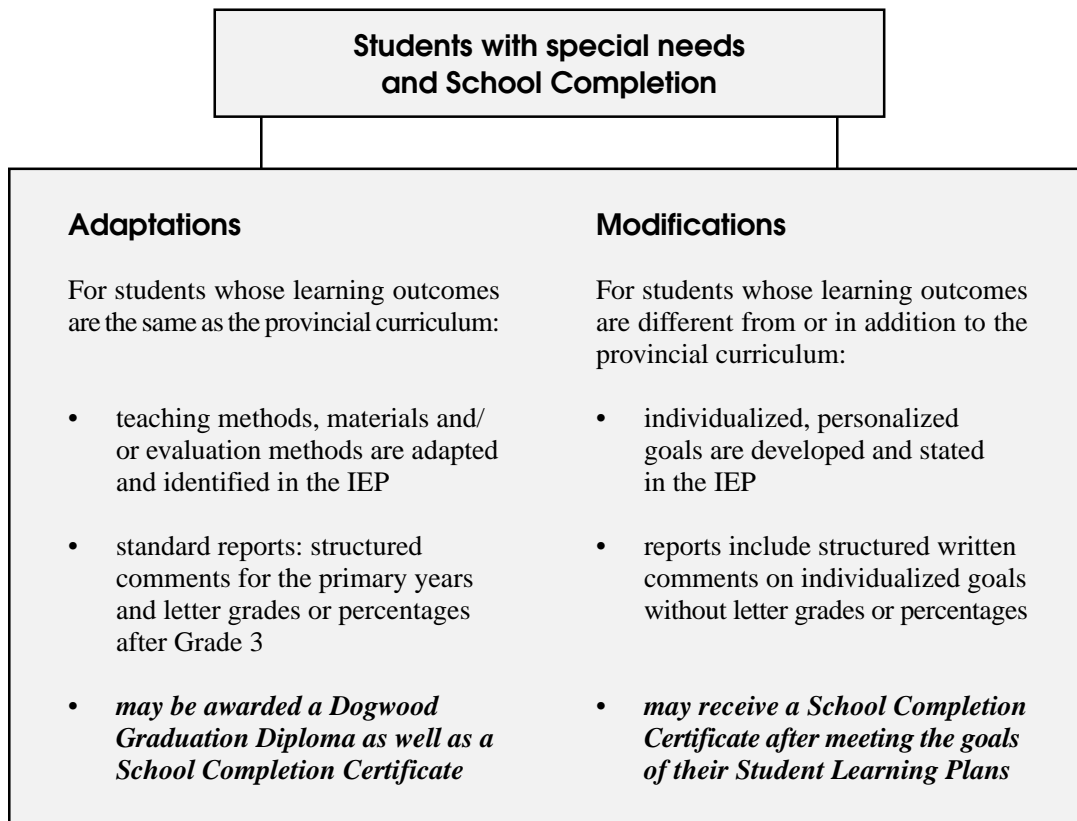 Students with special needs
and School Completion
Adaptations
For students whose learning outcomes
are the same as the provincial curriculum:
• teaching methods, materials and/
or evaluation methods are adapted
and identified in the IEP
• standard reports: structured
comments for the primary years
and letter grades or percentages
after Grade 3
• may be awarded a Dogwood
Graduation Diploma as well as a
School Completion Certificate
Modifications
For students whose learning outcomes
are different from or in addition to the
provincial curriculum:
• individualized, personalized
goals are developed and stated
in the IEP
• reports include structured written
comments on individualized goals
without letter grades or percentages
• may receive a School Completion
Certificate after meeting the goals
of their Student Learning Plans